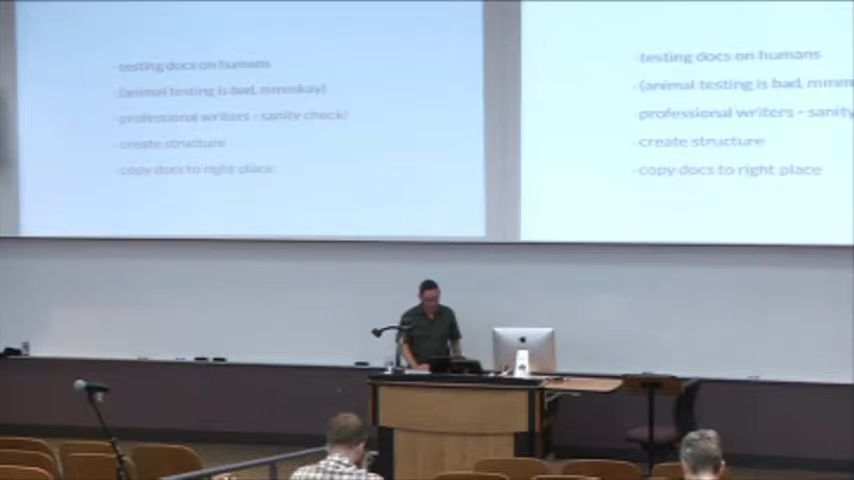 -testing docs on humans
-(animal testing is bad, mmmkay)
-professional writers - sanity check?
-create structure
-copy docs to right place
-testing docs on humans
-(animal testing is bad, mmm
-professional writers - sanity
-create structure
-copy docs to right place